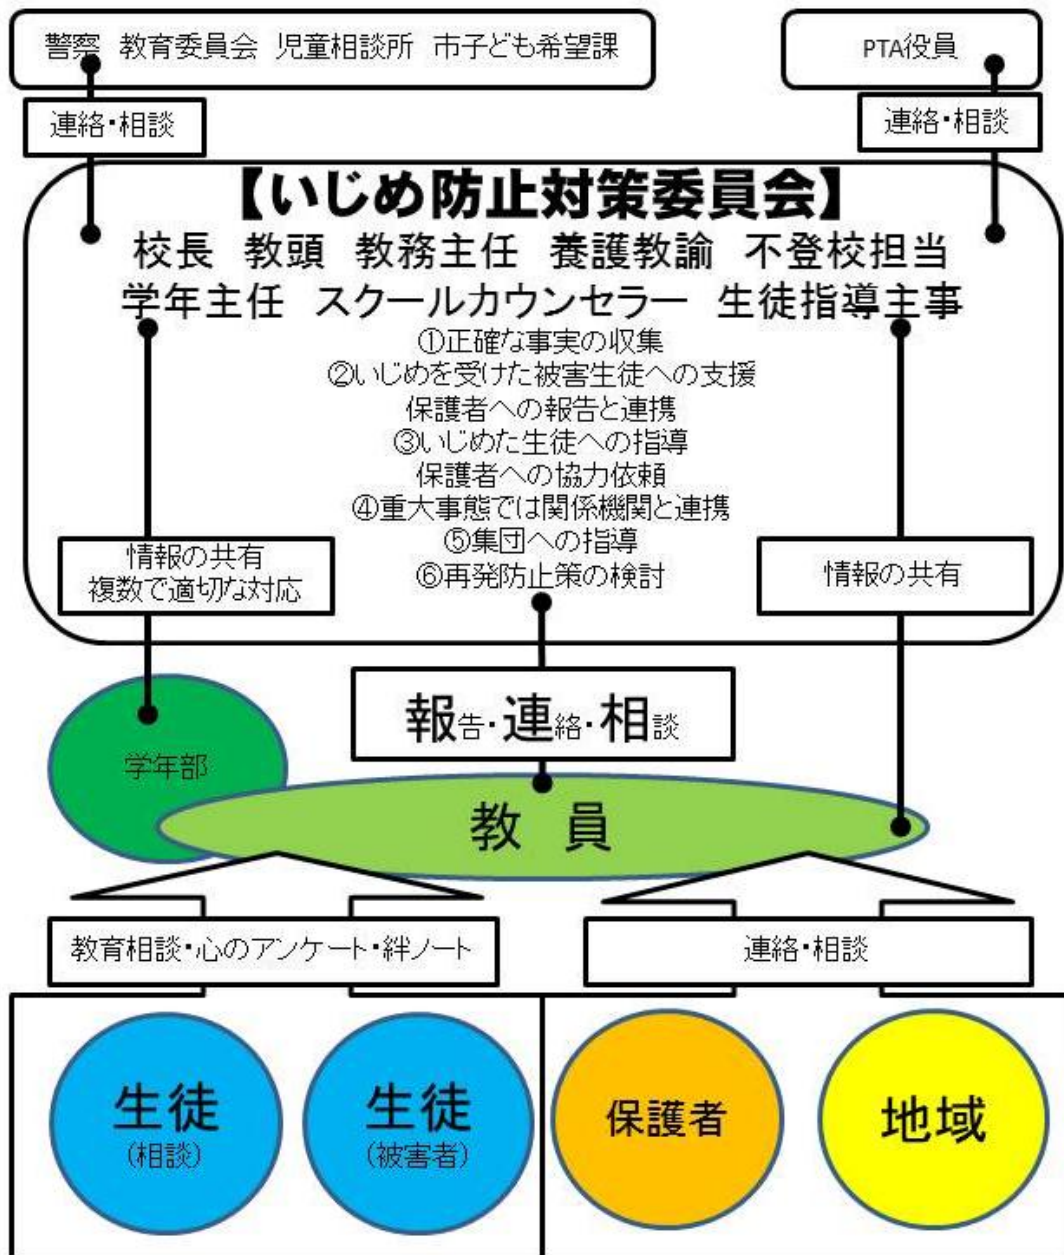 警察 教育委員会 児童相談所 市子ども希望課
PTA役員
連絡・相談
連絡・相談
【いじめ防止対策委員会】
校長 教頭 教務主任 養護教諭 不登校担当
学年主任 スクールカウンセラー 生徒指導主事
①正確な事実の収集
②いじめを受けた被害生徒への支援
保護者への報告と連携
③いじめた生徒への指導
保護者への協力依頼
④重大事態では関係機関と連携
⑤集団への指導
⑥再発防止策の検討
情報の共有
複数で適切な対応
情報の共有
報告・連絡・相談
学年部
教 員
教育相談・心のアンケート・絆ノート
連絡・相談
生徒
(相談)
生徒
(被害者)
保護者
地域